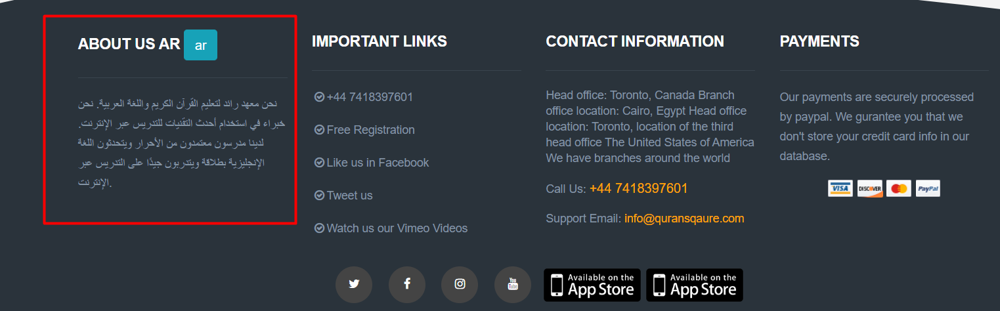 ABOUT US AR ar
نحن معهد رائد لتعليم القرآن الكريم واللغة العربية. نحن
خبراء في استخدام أحدث التقنيات للتدريس عبر الإنترنت.
لدينا مدرسون معتمدون من الأحرار ويتحدثون اللغة
الإنجليزية بطلاقة ويتدربون جيدًا على التدريس عبر
الإنترنت.
IMPORTANT LINKS
+44 7418397601
Free Registration
Like us in Facebook
Tweet us
Watch us our Vimeo Videos
CONTACT INFORMATION
Head office: Toronto, Canada Branch
office location: Cairo, Egypt Head office
location: Toronto, location of the third
head office The United States of America
We have branches around the world
Call Us: +44 7418397601
Support Email: info@quransqaure.com
PAYMENTS
Our payments are securely processed
by paypal. We gurantee you that we
don't store your credit card info in our
database.
VISA DISCOVER MasterCard PayPal
You Tube
Available on the
App Store
Available on the
App Store